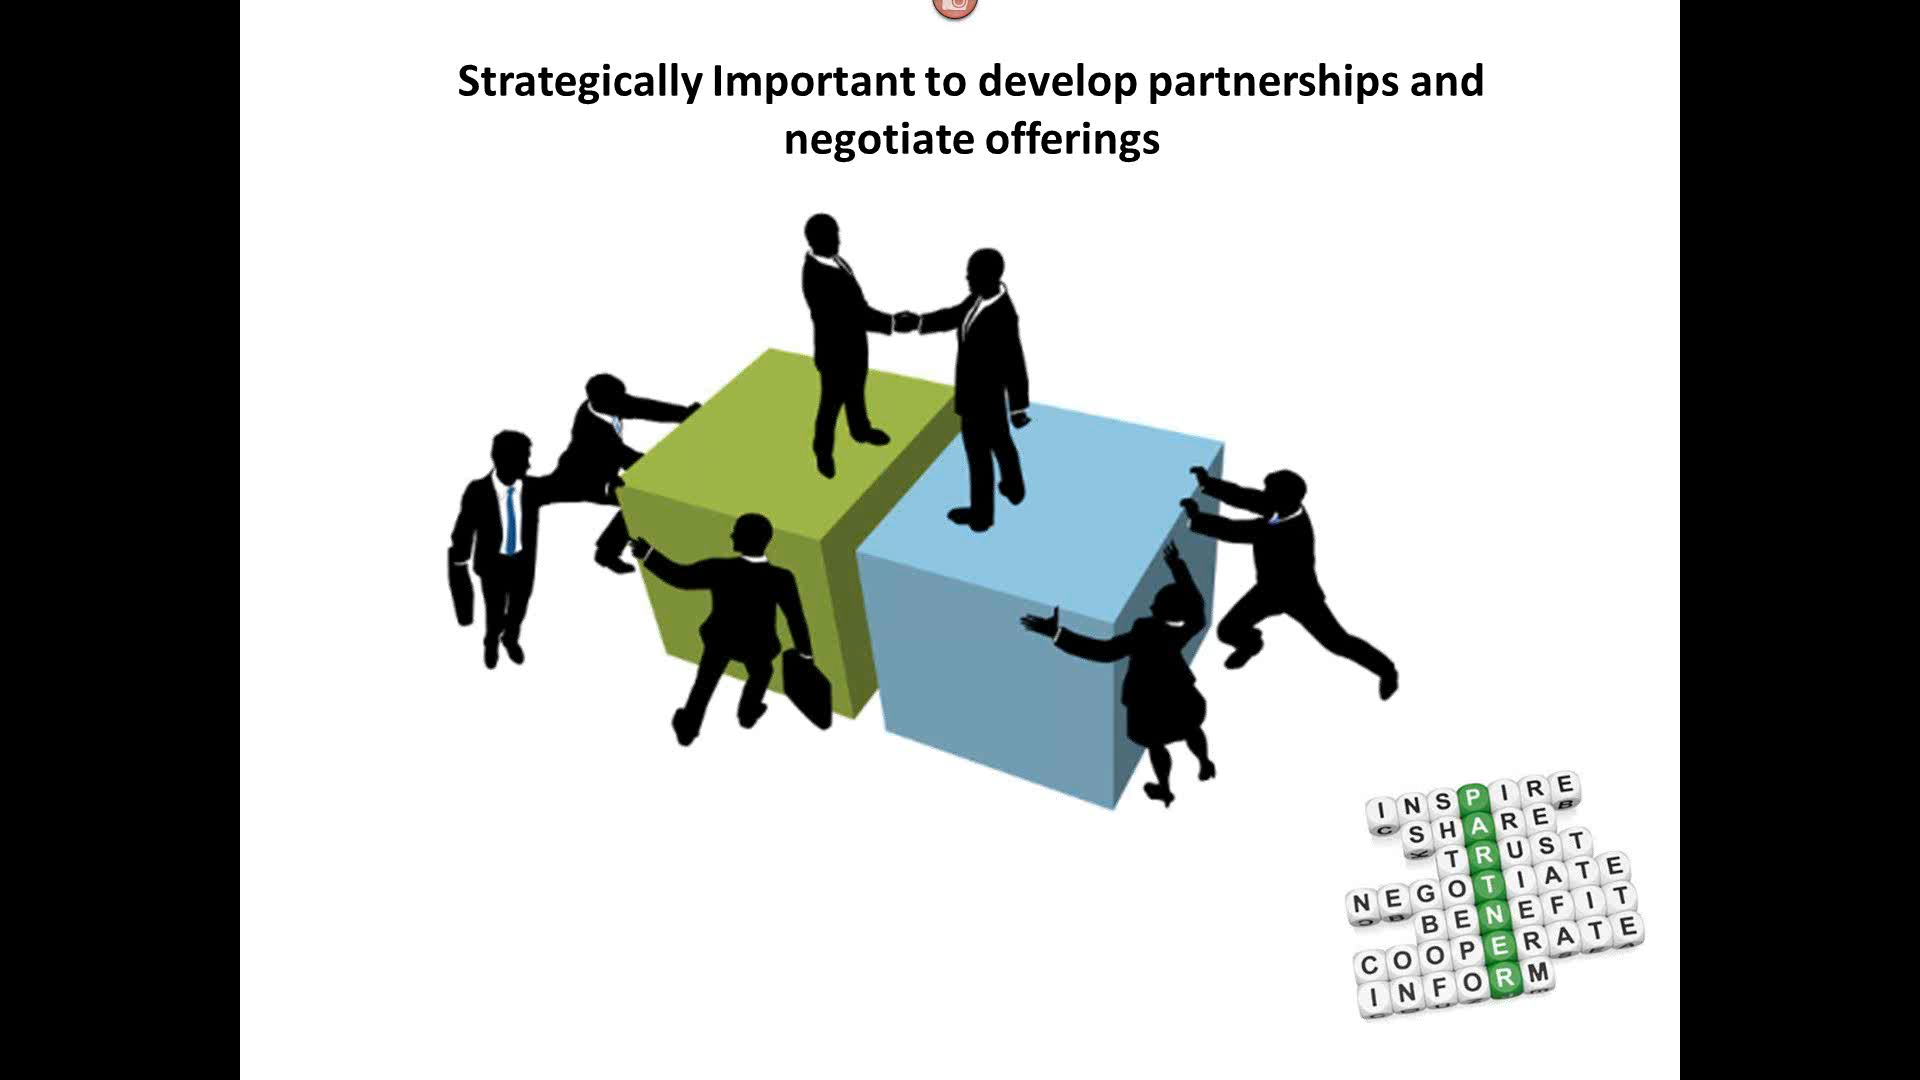 Strategically Important to develop partnerships and
negotiate offerings
INSPIRE
SHARE
TRUST
NEGOTIATE
BENEFIT
COOPERATE
INFORM